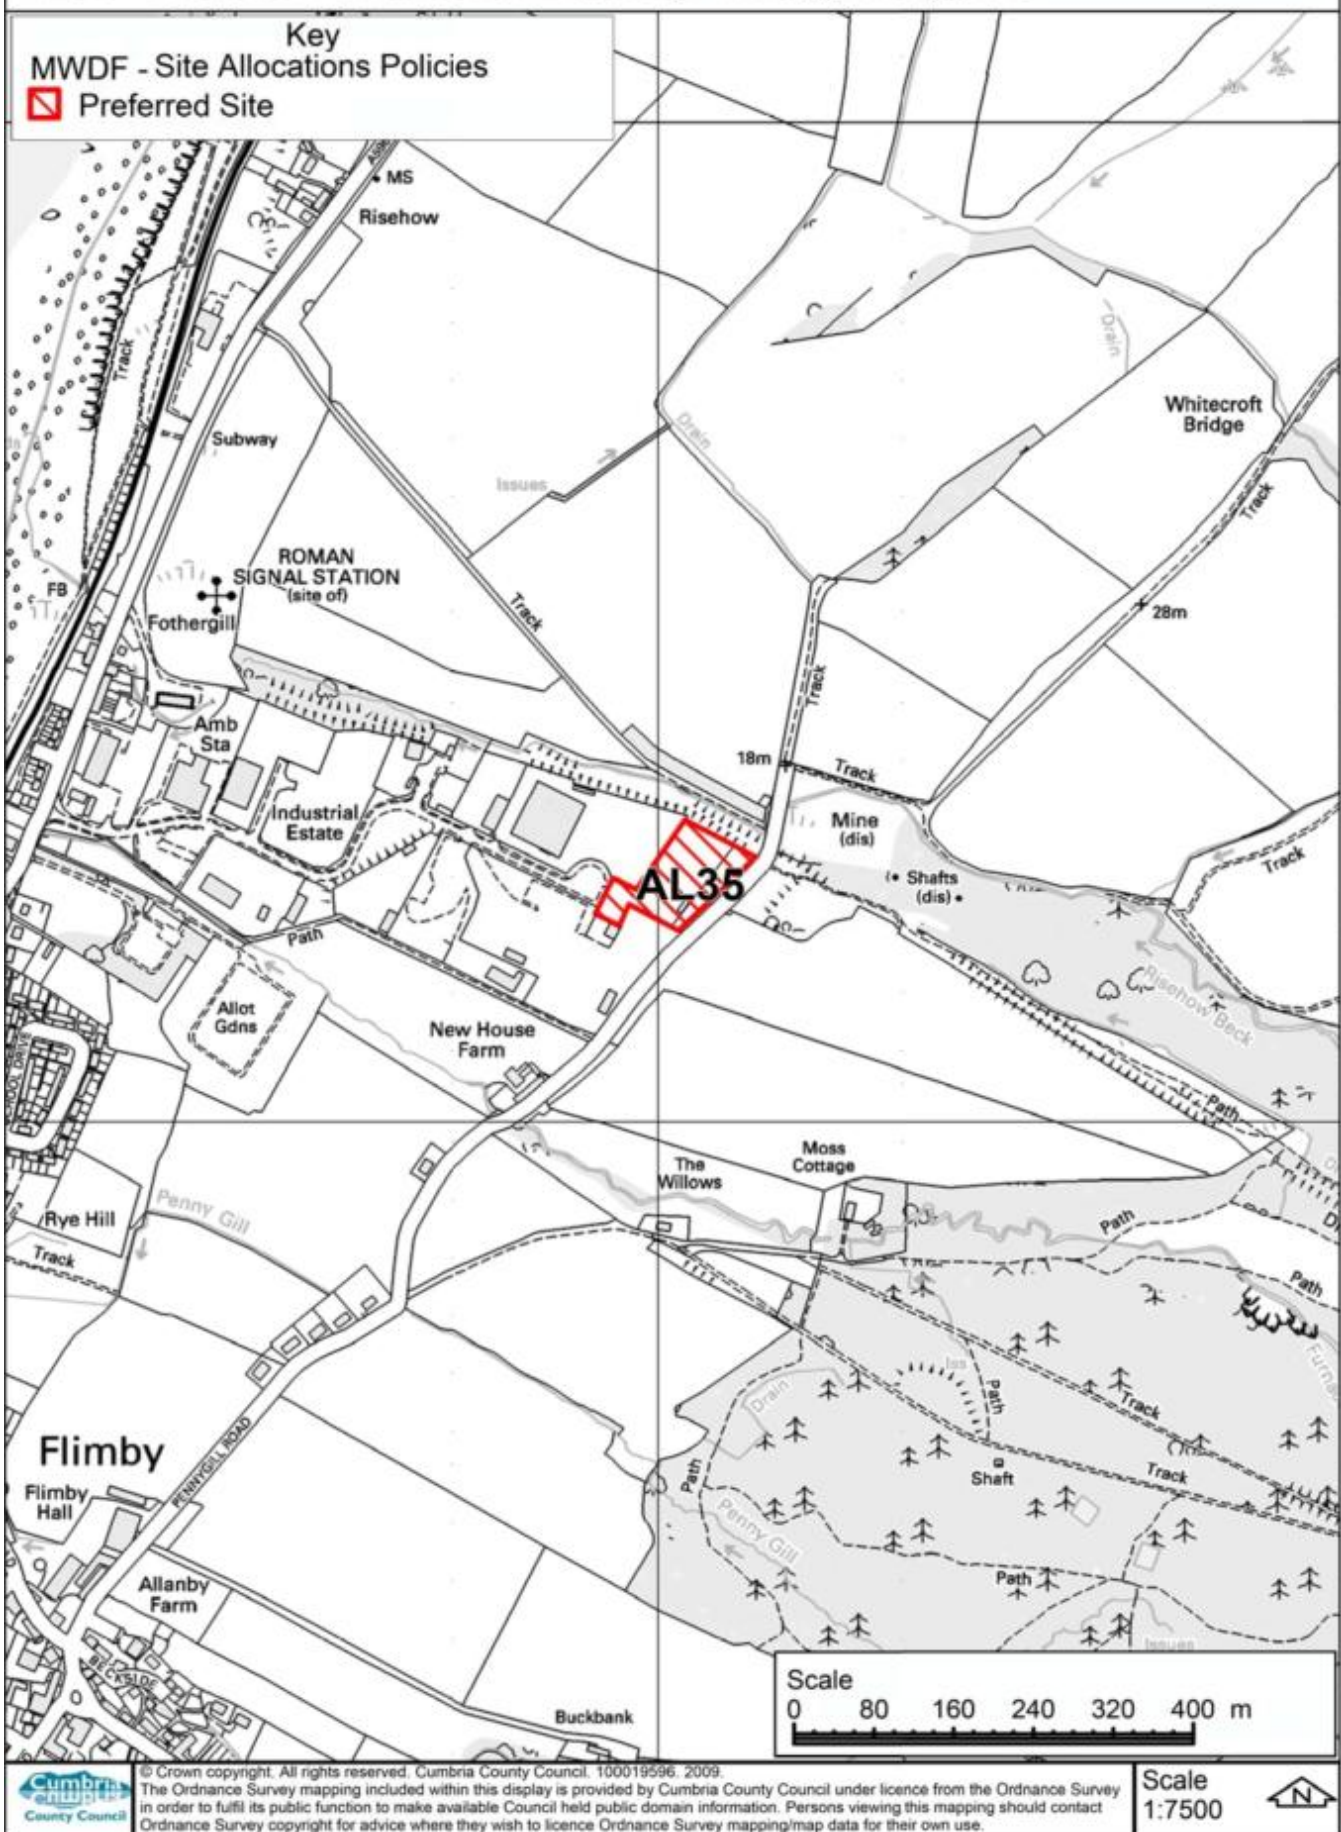 Key
MWDF - Site Allocations Policies
Preferred Site
MS
Risehow
Track
Drain
Whitecroft
Bridge
Subway
Drain
Issues
Track
ROMAN
SIGNAL STATION
(site of)
FB
Fothergill
Track
28m
Track
Amb
Sta
18m
Track
Industrial
Estate
Mine
(dis)
Track
AL35
Shafts
(dis)
Path
Risehow Beck
Allot
Gdns
New House
Farm
Path
Moss
Cottage
The
Willows
Rye Hill
Penny Gill
Path
Track
Path
Iss
Drain
Path
Track
PENNYGILL ROAD
Flimby
Path
Shaft
Track
Flimby
Hall
Penny Gill
Path
Allanby
Farm
Issues
BECKSIDE
Buckbank
Scale
0 80 160 240 320 400 m
Cumbria
County Council
© Crown copyright. All rights reserved. Cumbria County Council. 100019596. 2009.
The Ordnance Survey mapping included within this display is provided by Cumbria County Council under licence from the Ordnance Survey
in order to fulfil its public function to make available Council held public domain information. Persons viewing this mapping should contact
Ordnance Survey copyright for advice where they wish to licence Ordnance Survey mapping/map data for their own use.
Scale
1:7500
N